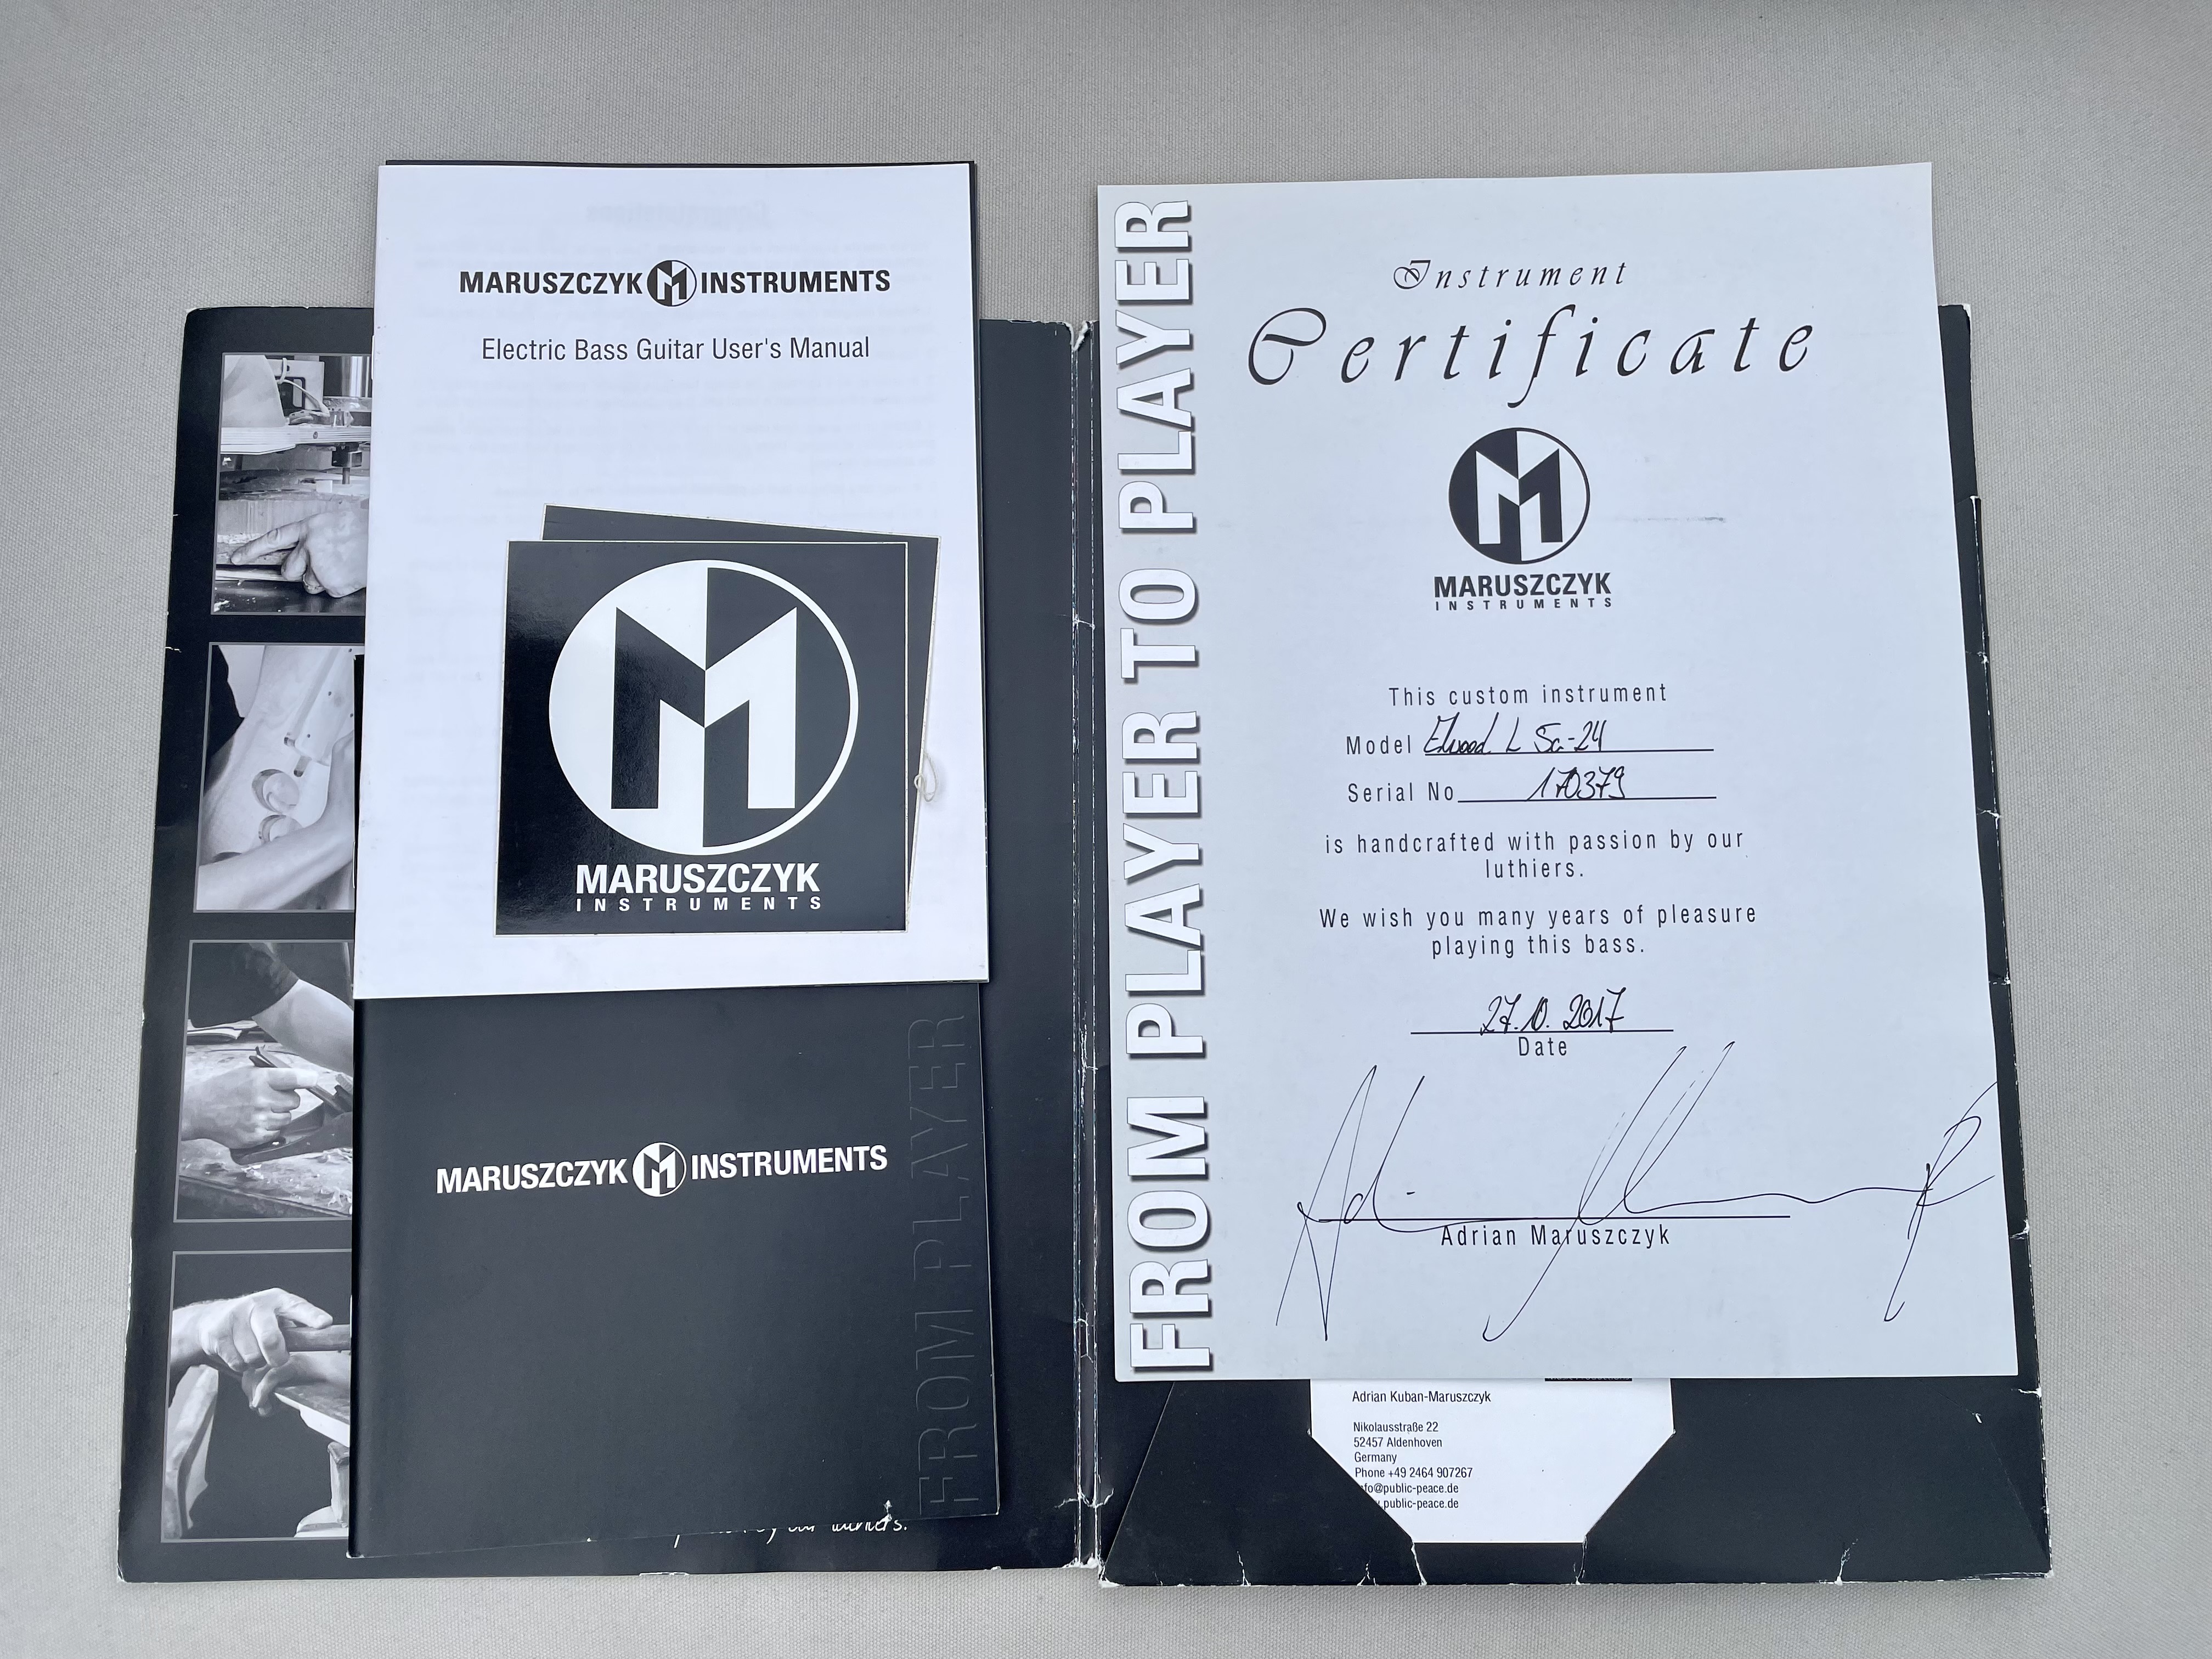 MARUSZCZYK M INSTRUMENTS
Electric Bass Guitar User's Manual
M
MARUSZCZYK
INSTRUMENTS
MARUSZCZYK M INSTRUMENTS
FROM PLAYER
FROM PLAYER TO PLAYER
Instrument
Certificate
M
MARUSZCZYK
INSTRUMENTS
This custom instrument
Model Elwood L 5a-24
Serial No 170379
is handcrafted with passion by our
luthiers.
We wish you many years of pleasure
playing this bass.
27.10.2017
Date
Adrian Maruszczyk
Adrian Kuban-Maruszczyk
Nikolausstraße 22
52457 Aldenhoven
Germany
Phone +49 2464 907267
nfo@public-peace.de
public-peace.de